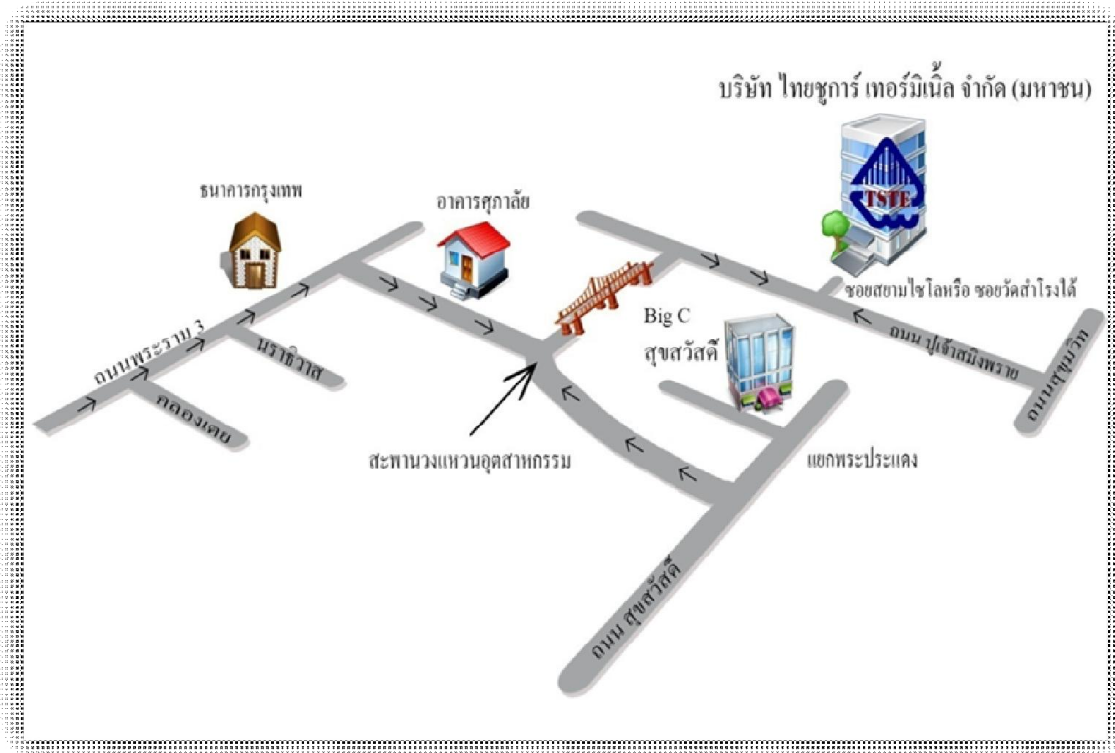 บริษัท ไทยชูการ์ เทอร์มิเนิ้ล จำกัด (มหาชน)
TSTE
ธนาคารกรุงเทพ
อาคารศุภาลัย
ซอยสยามไซโลหรือ ซอยวัดสำโรงใต้
Big C
สุขสวัสดิ์
ถนนพระราม 3
นราธิวาส
คลองเตย
ถนน ปู่เจ้าสมิงพราย
ถนนสุขุมวิท
สะพานวงแหวนอุตสาหกรรม
แยกพระประแดง
ถนน สุขสวัสดิ์